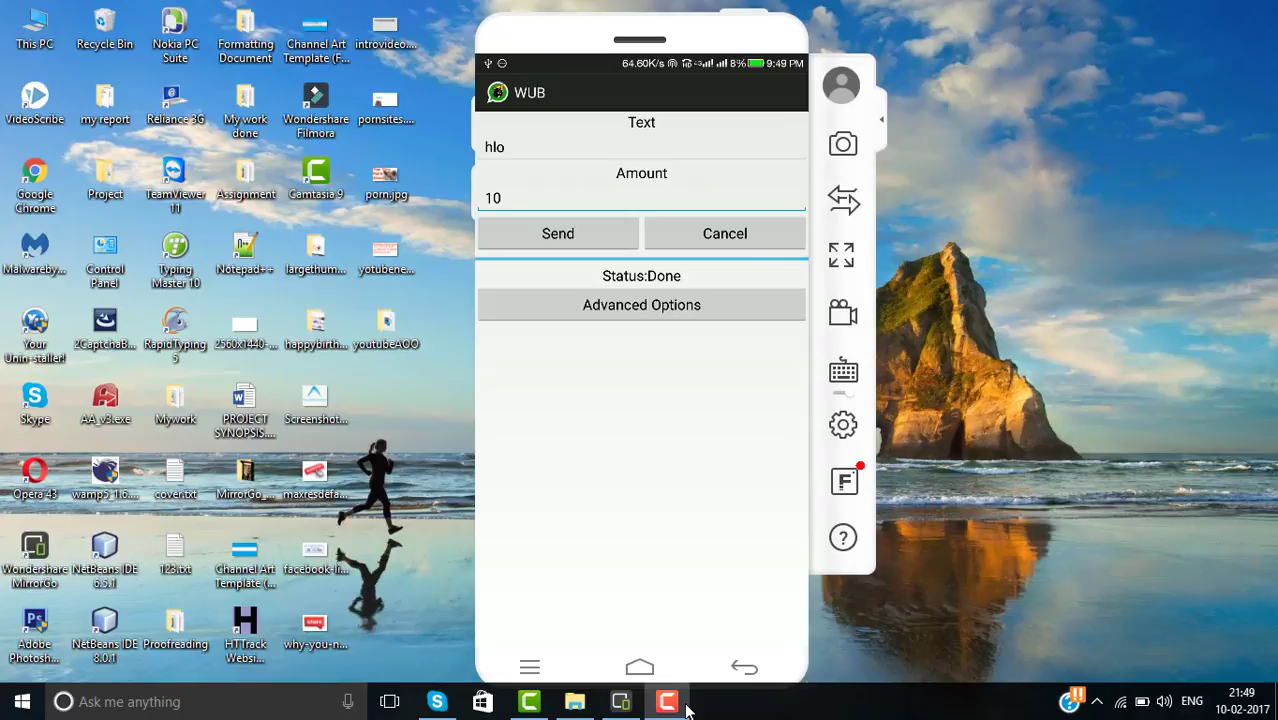 64.60K/s 8% 9:49 PM
WUB
Text
hlo
Amount
10
Send Cancel
Status:Done
Advanced Options
This PC
Recycle Bin
Nokia PC
Suite
Formatting
Document
Channel Art
Template (F...
introvideo....
VideoScribe
my report
Reliance 3G
My work
done
Wondershare
Filmora
pornsites....
Google
Chrome
Project
TeamViewer
11
Assignment
Camtasia 9
porn.jpg
Malwareby...
Control
Panel
Typing
Master 10
Notepad++
largethum...
yotubene...
Your
Unin-staller!
2CaptchaB...
RapidTyping
5
2560x1440-...
happybirth...
youtubeAOO
Skype
AA_v3.exe
Mywork
PROJECT
SYNOPSIS....
Screenshot...
Opera 43
wamp5_1.6...
cover.txt
MirrorGo_...
maxresdefa...
Wondershare
MirrorGo
NetBeans IDE
6.5.1
123.txt
Channel Art
Template (...
facebook-li...
Adobe
Photosh...
NetBeans IDE
8.0.1
Proofreading
HTTrack
Websi...
why-you-n...
Ask me anything
ENG
21:49
10-02-2017